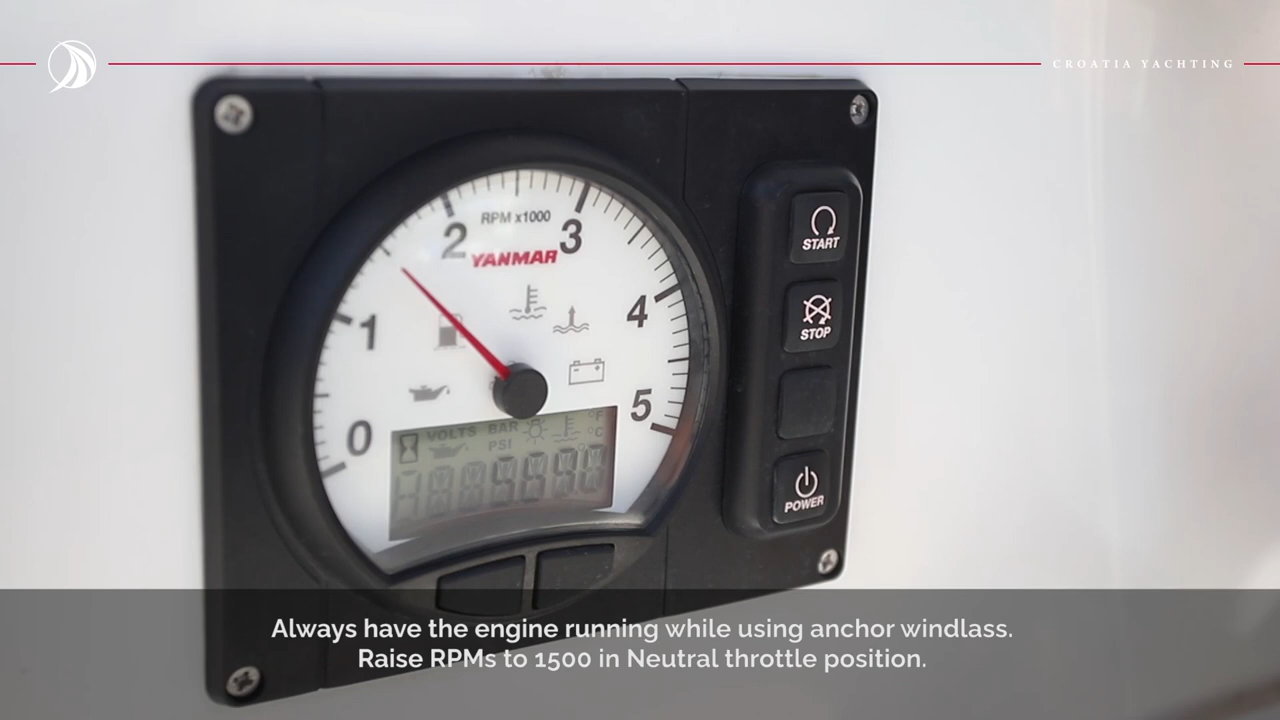 CROATIA YACHTING
RPM x1000
YANMAR
0
1
2
3
4
5
VOLTS
BAR
PSI
°F
°C
START
STOP
POWER
Always have the engine running while using anchor windlass.
Raise RPMs to 1500 in Neutral throttle position.